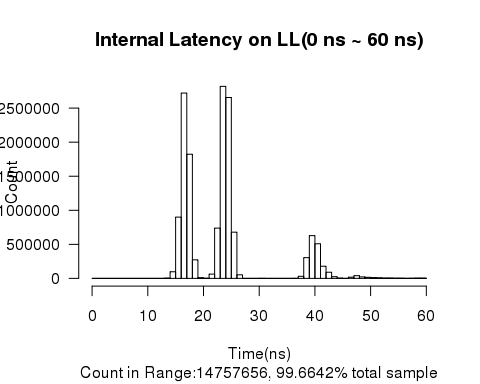 Internal Latency on LL(0 ns ~ 60 ns)
2500000
2000000
1500000
1000000
500000
0
Count
0 10 20 30 40 50 60
Time(ns)
Count in Range:14757656, 99.6642% total sample